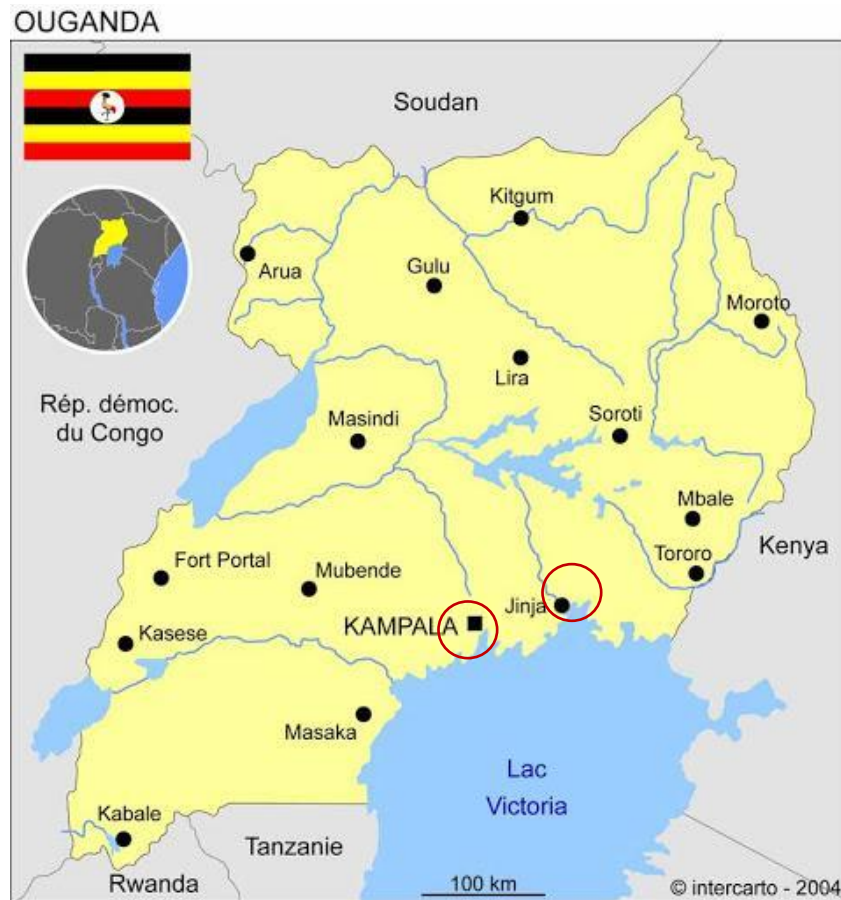 OUGANDA
Soudan
Kitgum
Arua
Gulu
Moroto
Lira
Rép. démoc.
du Congo
Masindi
Soroti
Mbale
Kenya
Fort Portal
Mubende
Tororo
Jinja
KAMPALA
Kasese
Masaka
Lac
Victoria
Kabale
Tanzanie
Rwanda
100 km
© intercarto - 2004